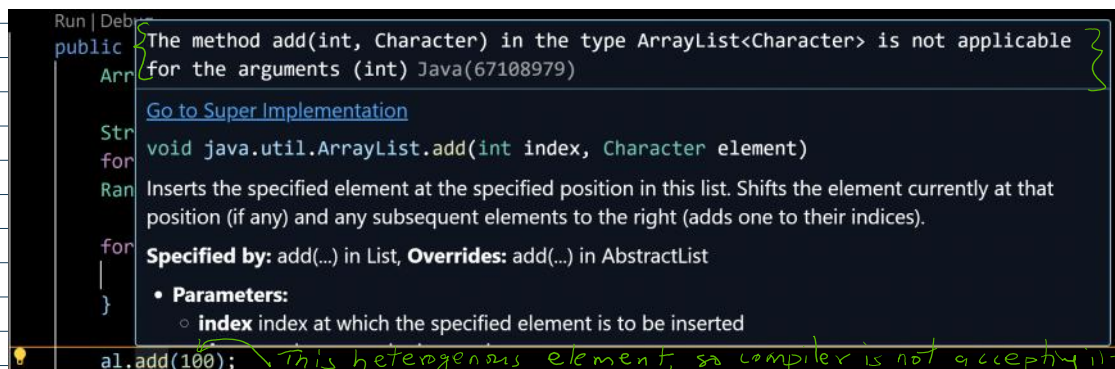 Run | Debu
public
The method add(int, Character) in the type ArrayList<Character> is not applicable
Arr
for the arguments (int) Java(67108979)
Go to Super Implementation
Str
void java.util.ArrayList.add(int index, Character element)
for
Ran
Inserts the specified element at the specified position in this list. Shifts the element currently at that
position (if any) and any subsequent elements to the right (adds one to their indices).
for
Specified by: add(...) in List, Overrides: add(...) in AbstractList
• Parameters:
}
○ index index at which the specified element is to be inserted
al.add(100); This heterogenous element, so compiler is not accepting it